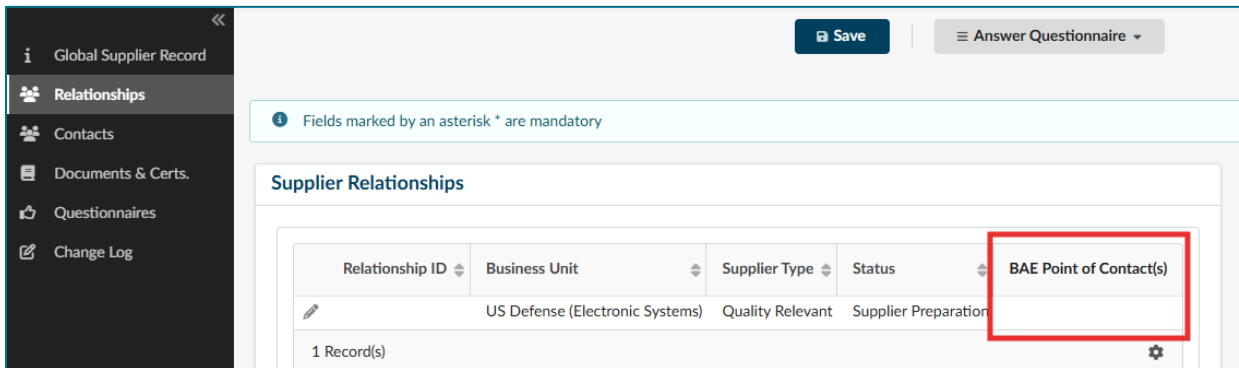 Global Supplier Record
Relationships
Contacts
Documents & Certs.
Questionnaires
Change Log
Save
Answer Questionnaire
Fields marked by an asterisk * are mandatory
Supplier Relationships
Relationship ID Business Unit Supplier Type Status BAE Point of Contact(s)
US Defense (Electronic Systems) Quality Relevant Supplier Preparation
1 Record(s)